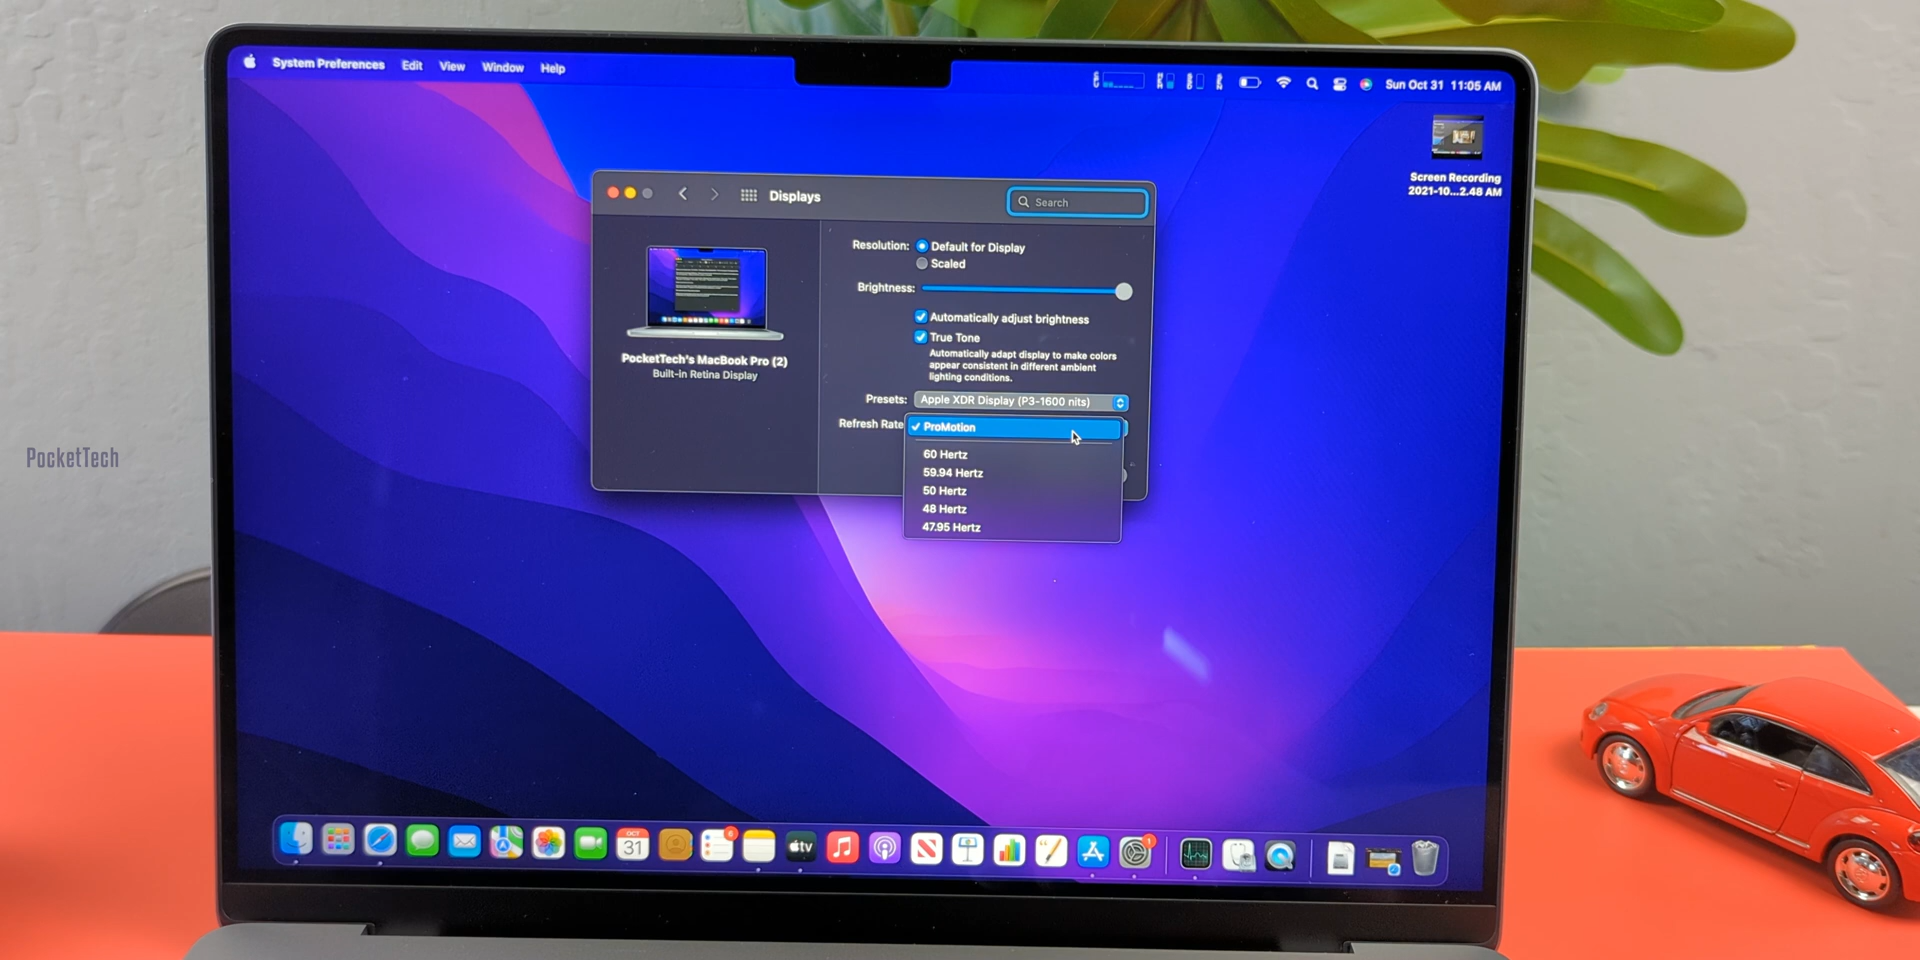 System Preferences Edit View Window Help
Sun Oct 31 11:05 AM
Screen Recording
2021-10...2.48 AM
Displays
Search
Resolution: Default for Display
Scaled
Brightness:
Automatically adjust brightness
True Tone
Automatically adapt display to make colors
appear consistent in different ambient
lighting conditions.
PocketTech's MacBook Pro (2)
Built-in Retina Display
Presets: Apple XDR Display (P3-1600 nits)
Refresh Rate
ProMotion
60 Hertz
59.94 Hertz
50 Hertz
48 Hertz
47.95 Hertz
PocketTech
OCT
31
6
tv
1